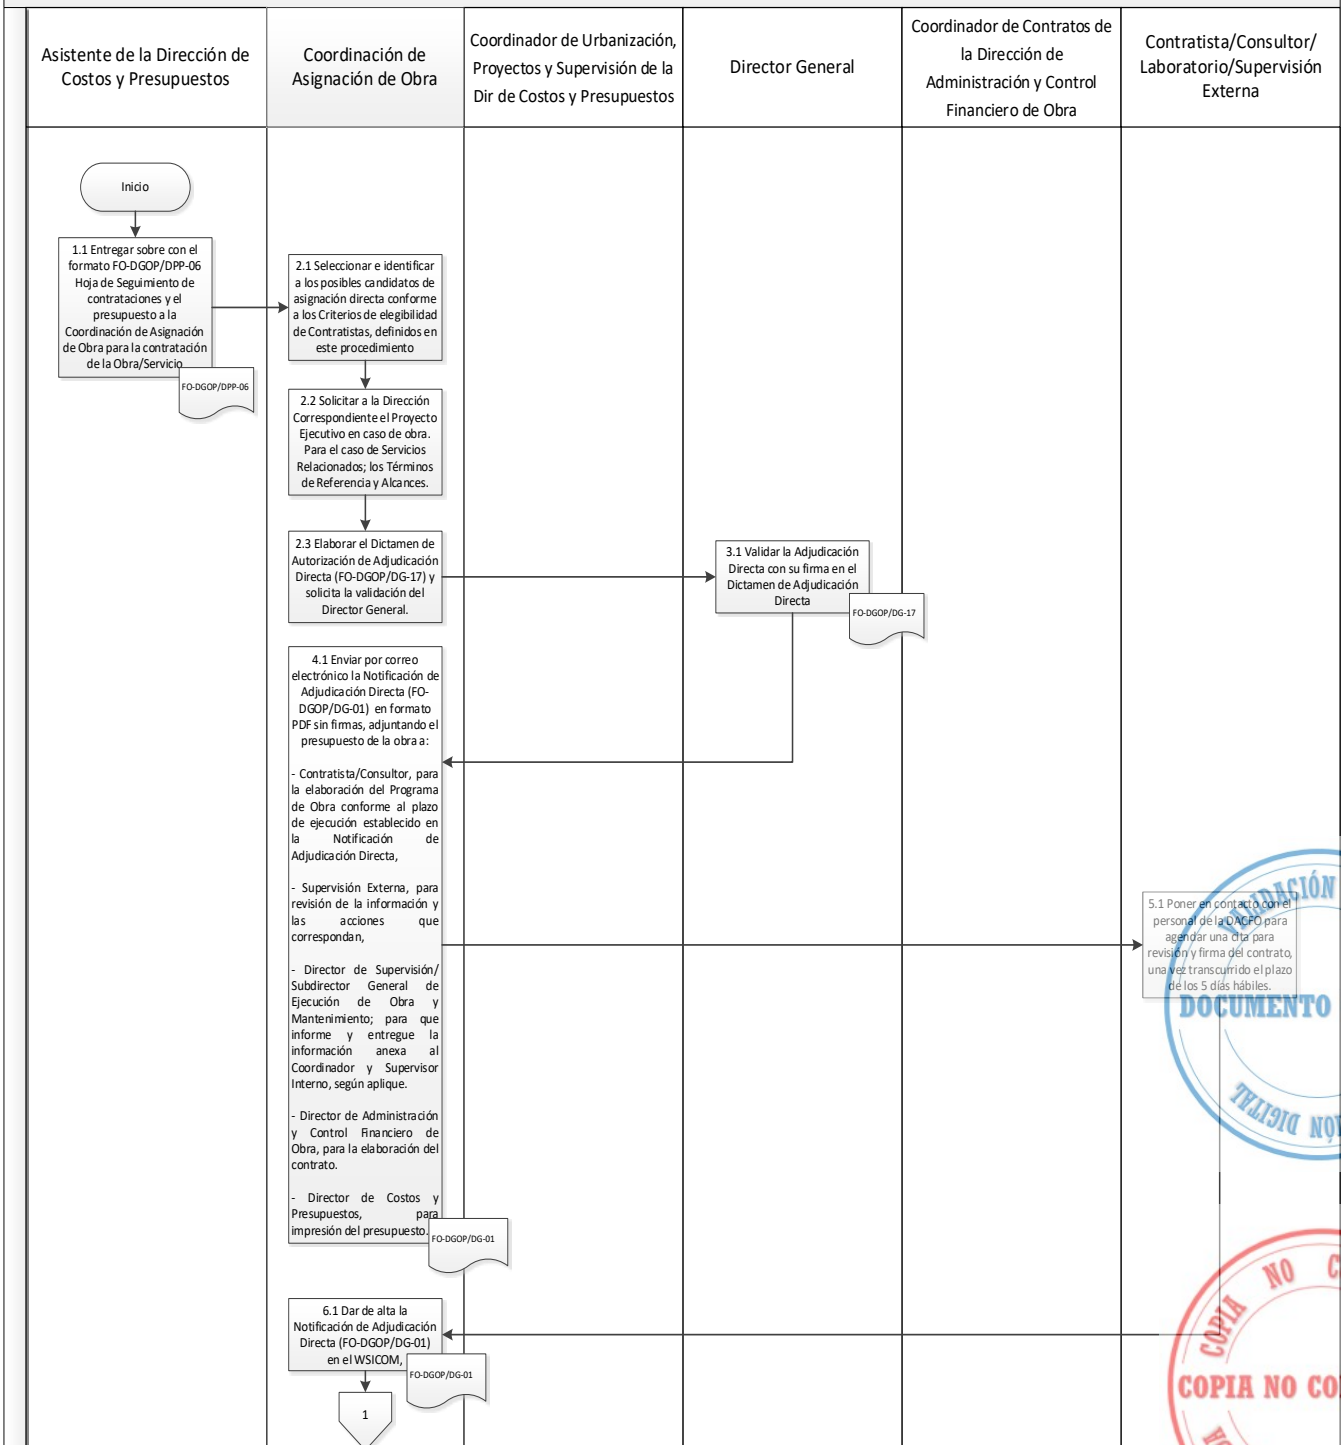 Asistente de la Dirección de
Costos y Presupuestos
Coordinación de
Asignación de Obra
Coordinador de Urbanización,
Proyectos y Supervisión de la
Dir de Costos y Presupuestos
Director General
Coordinador de Contratos de
la Dirección de
Administración y Control
Financiero de Obra
Contratista/Consultor/
Laboratorio/Supervisión
Externa
Inicio
1.1 Entregar sobre con el
formato FO-DGOP/DPP-06
Hoja de Seguimiento de
contrataciones y el
presupuesto a la
Coordinación de Asignación
de Obra para la contratación
de la Obra/Servicio
FO-DGOP/DPP-06
2.1 Seleccionar e identificar
a los posibles candidatos de
asignación directa conforme
a los Criterios de elegibilidad
de Contratistas, definidos en
este procedimiento
2.2 Solicitar a la Dirección
Correspondiente el Proyecto
Ejecutivo en caso de obra.
Para el caso de Servicios
Relacionados; los Términos
de Referencia y Alcances.
2.3 Elaborar el Dictamen de
Autorización de Adjudicación
Directa (FO-DGOP/DG-17) y
solicita la validación del
Director General.
3.1 Validar la Adjudicación
Directa con su firma en el
Dictamen de Adjudicación
Directa
FO-DGOP/DG-17
4.1 Enviar por correo
electrónico la Notificación de
Adjudicación Directa (FO-
DGOP/DG-01) en formato
PDF sin firmas, adjuntando el
presupuesto de la obra a:
- Contratista/Consultor, para
la elaboración del Programa
de Obra conforme al plazo
de ejecución establecido en
la Notificación de
Adjudicación Directa,
- Supervisión Externa, para
revisión de la información y
las acciones que
correspondan,
- Director de Supervisión/
Subdirector General de
Ejecución de Obra y
Mantenimiento; para que
informe y entregue la
información anexa al
Coordinador y Supervisor
Interno, según aplique.
- Director de Administración
y Control Financiero de
Obra, para la elaboración del
contrato.
- Director de Costos y
Presupuestos, para
impresión del presupuesto.
FO-DGOP/DG-01
5.1 Poner en contacto con el
personal de la DACFO para
agendar una cita para
revisión y firma del contrato,
una vez transcurrido el plazo
de los 5 días hábiles.
VALIDACIÓN
DOCUMENTO
DIGITAL
6.1 Dar de alta la
Notificación de Adjudicación
Directa (FO-DGOP/DG-01)
en el WSICOM,
FO-DGOP/DG-01
1
COPIA NO C
COPIA NO CO